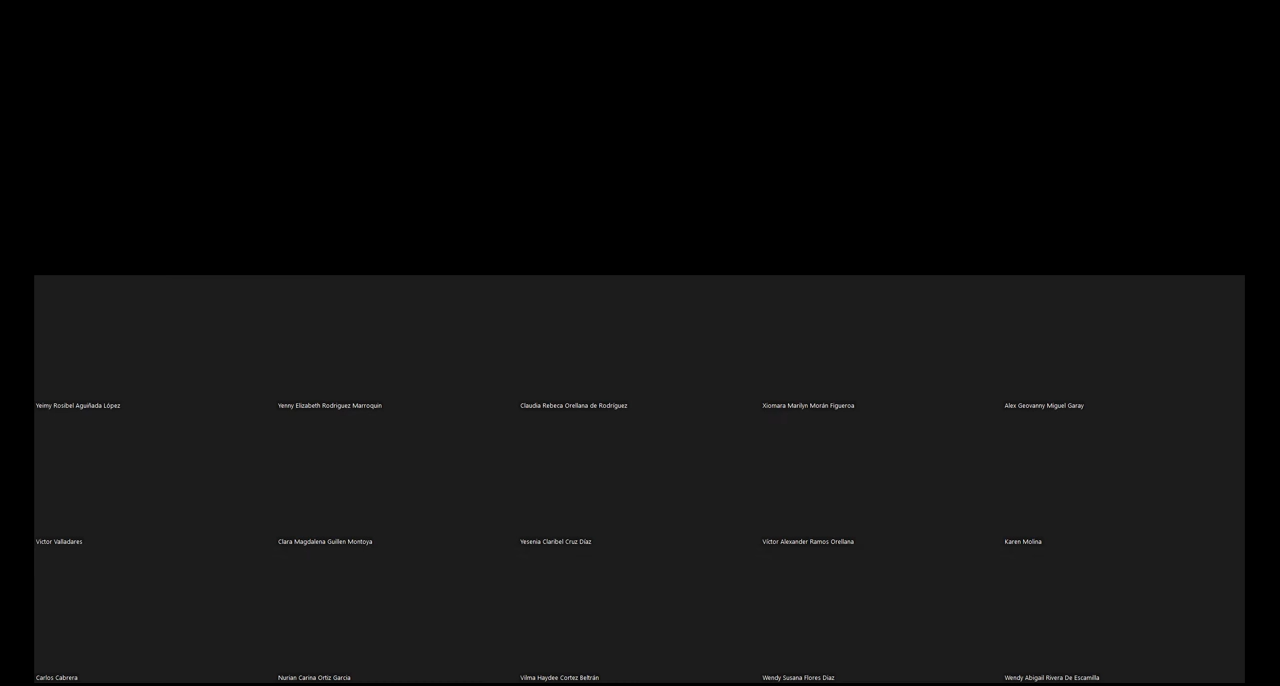 Yeimy Rosibel Aguiñada López
Yenny Elizabeth Rodriguez Marroquin
Claudia Rebeca Orellana de Rodríguez
Xiomara Marilyn Morán Figueroa
Alex Geovanny Miguel Garay
Victor Valladares
Clara Magdalena Guillen Montoya
Yesenia Claribel Cruz Díaz
Víctor Alexander Ramos Orellana
Karen Molina
Carlos Cabrera
Nurian Carina Ortiz Garcia
Vilma Haydee Cortez Beltrán
Wendy Susana Flores Diaz
Wendy Abigail Rivera De Escamilla